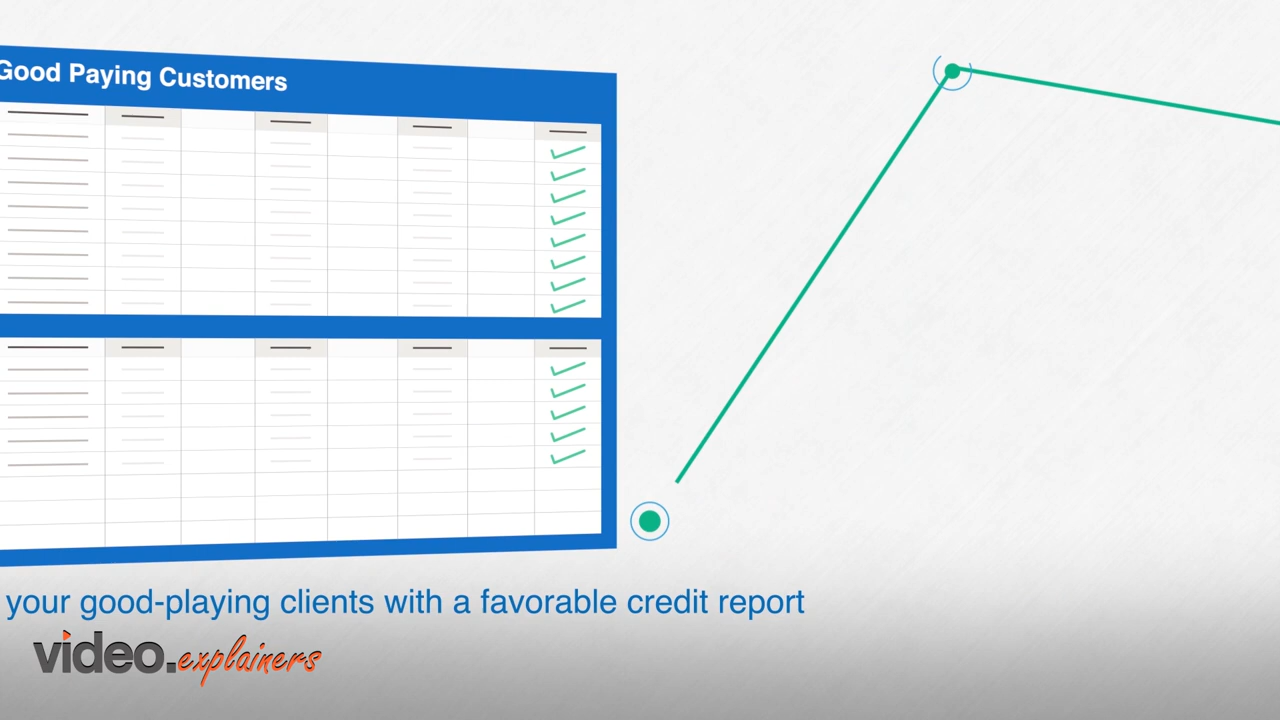 Good Paying Customers
your good-playing clients with a favorable credit report
video.explainers